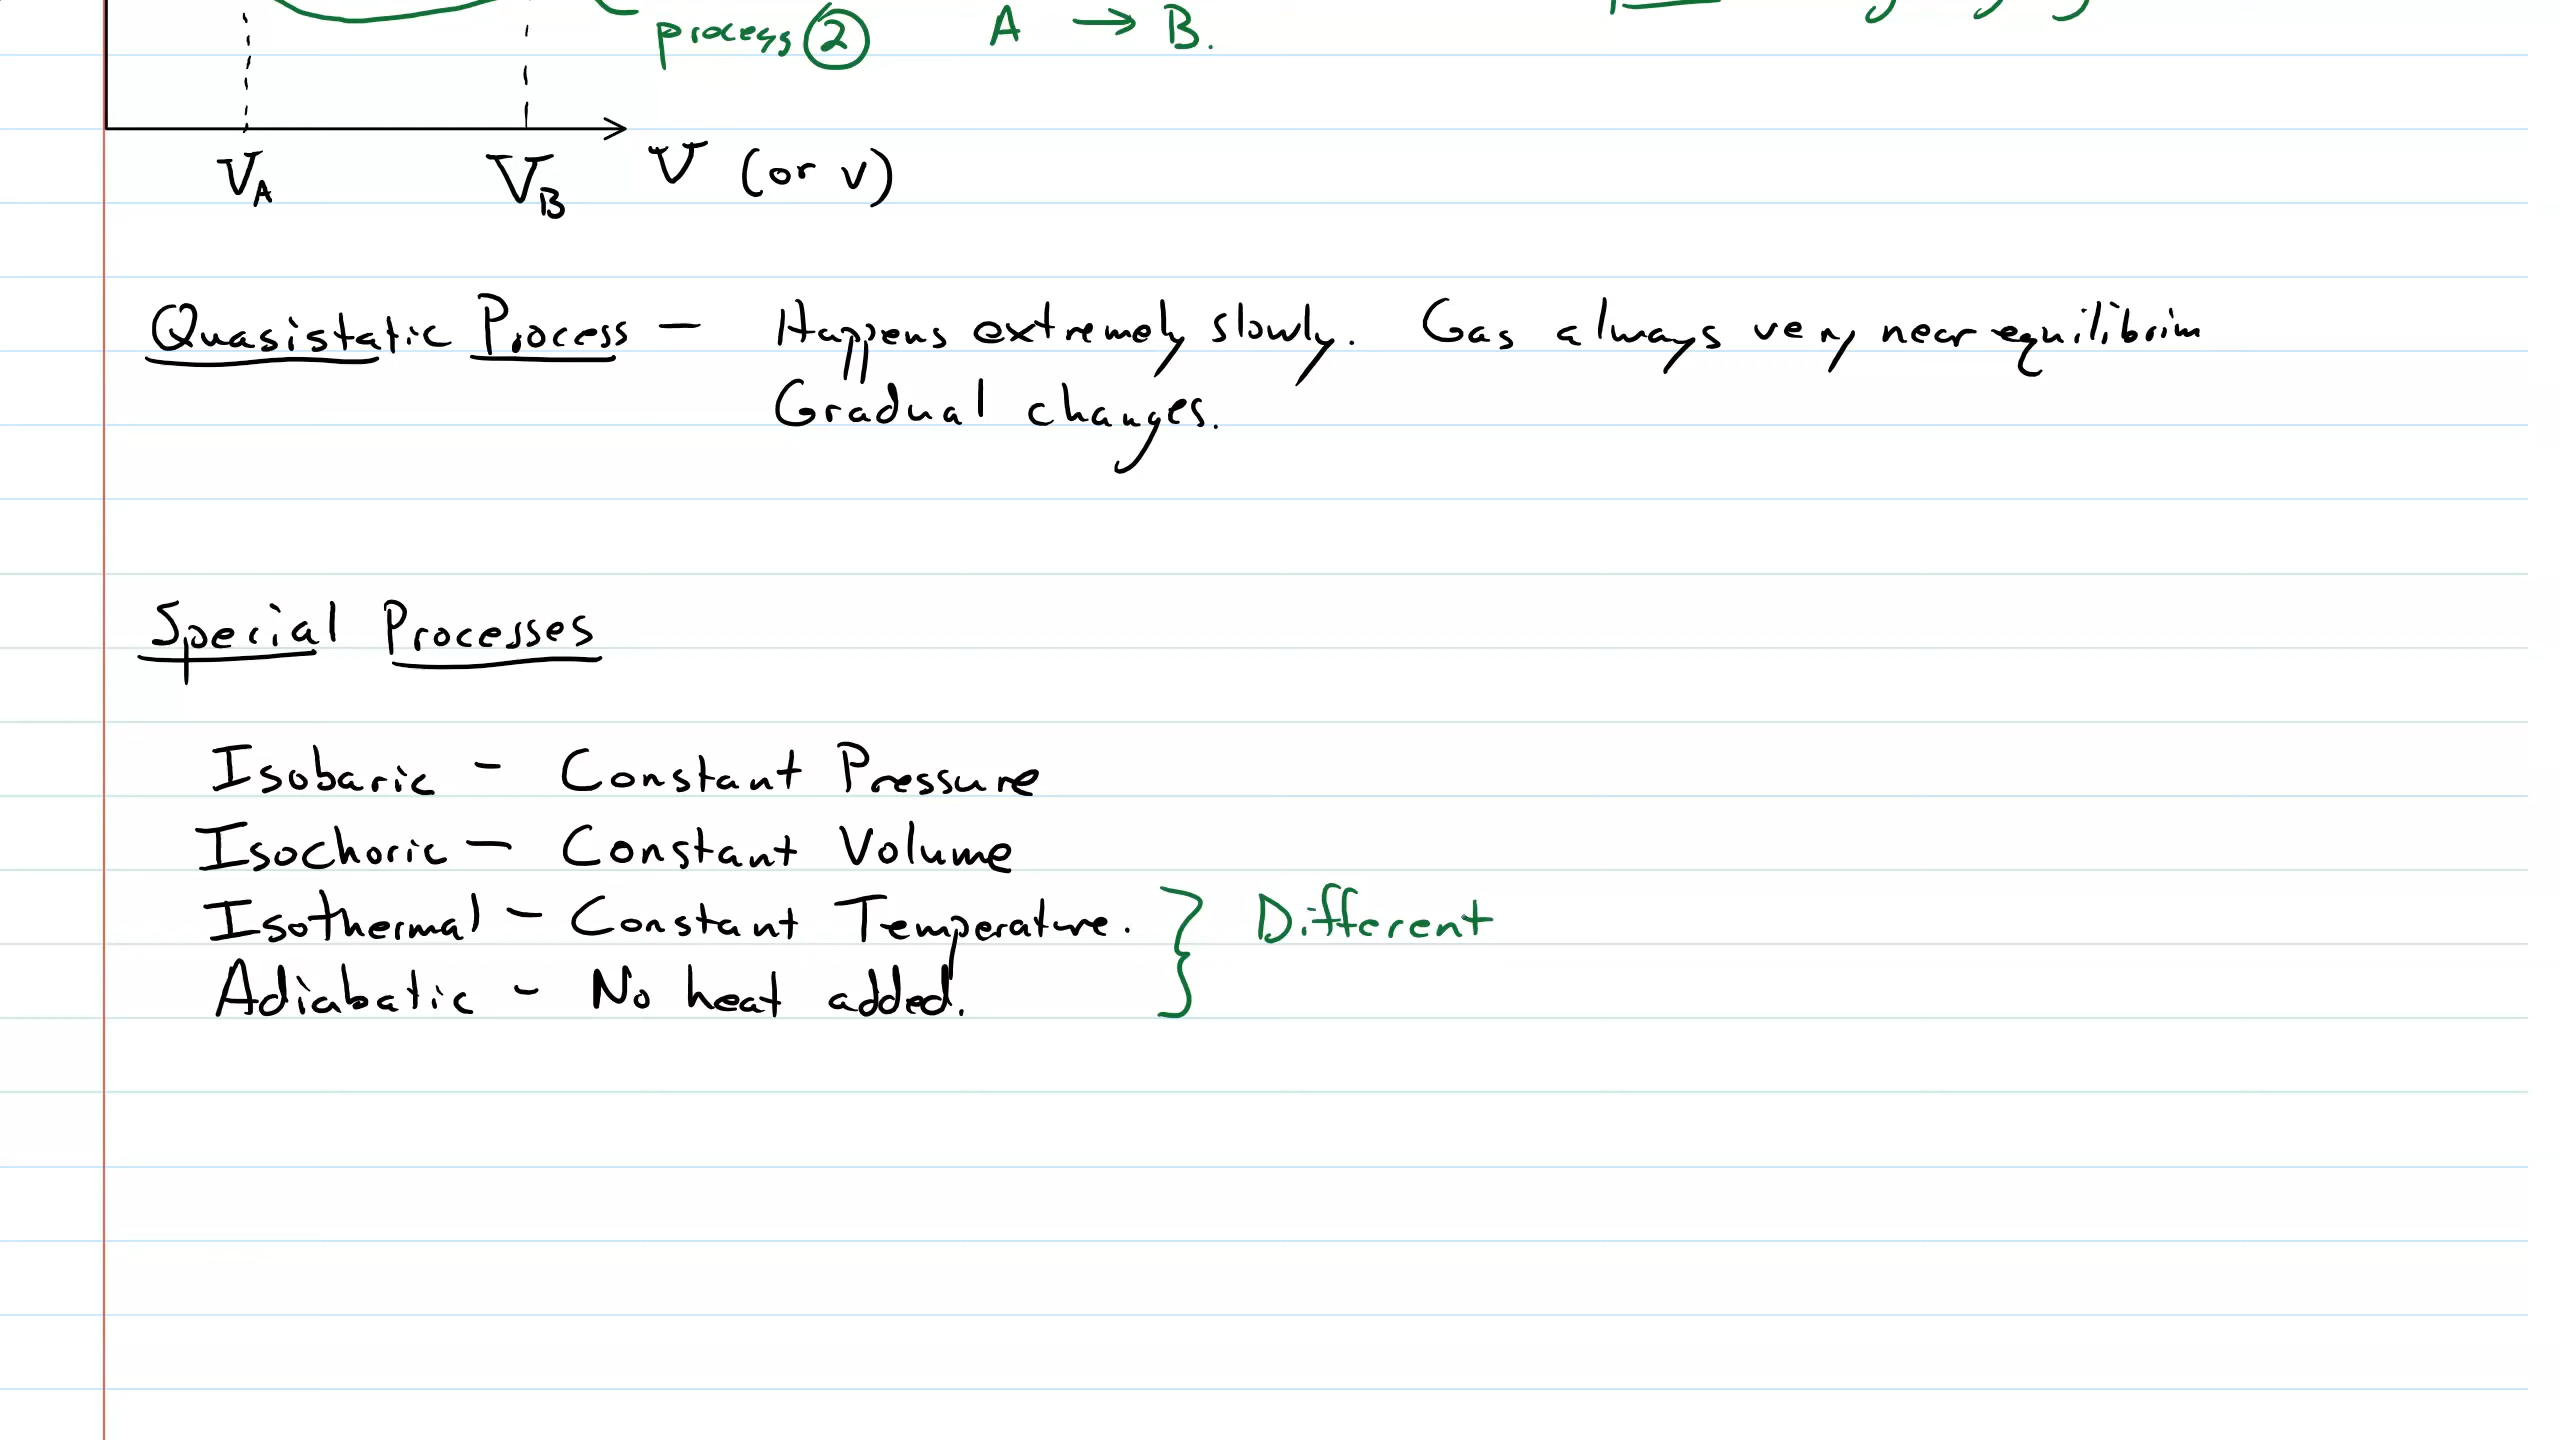 process ② A → B.
V_A V_B V (or v)
Quasistatic Process – Happens extremely slowly. Gas always very near equilibrim
Gradual changes.
Special Processes
Isobaric – Constant Pressure
Isochoric – Constant Volume
Isothermal – Constant Temperature. } Different
Adiabatic – No heat added.